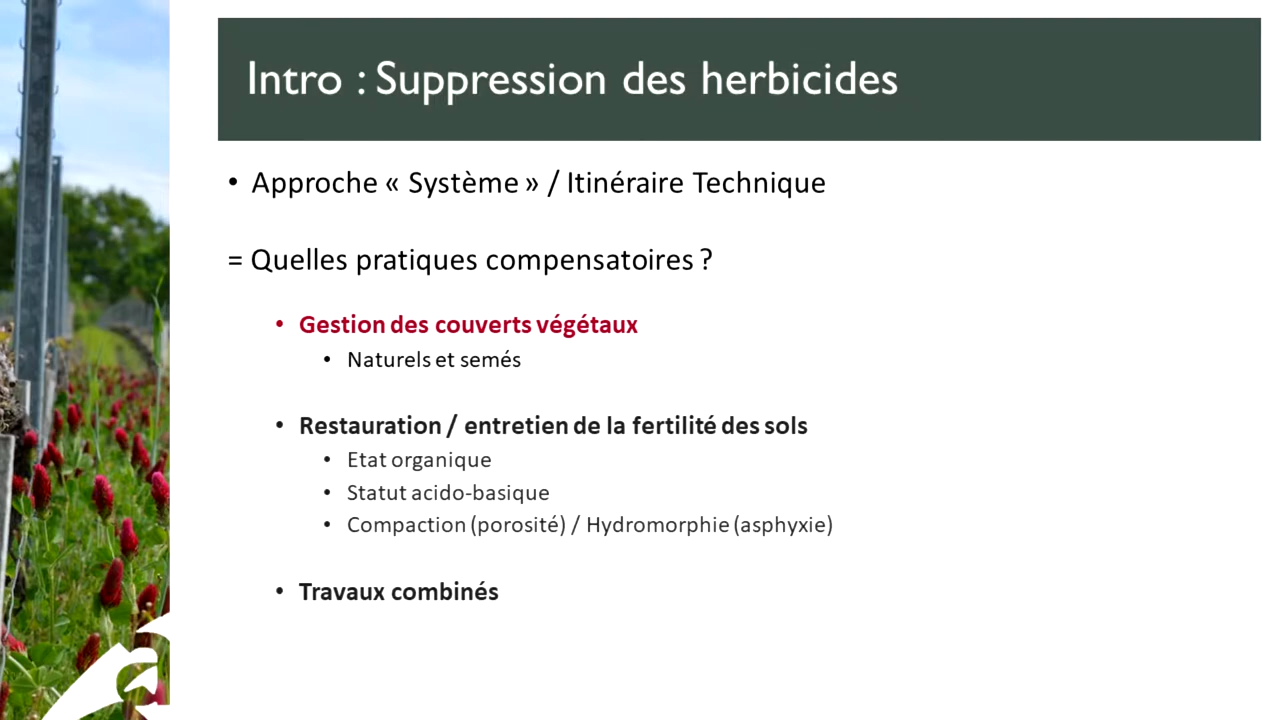 Intro : Suppression des herbicides
• Approche « Système » / Itinéraire Technique
= Quelles pratiques compensatoires ?
• Gestion des couverts végétaux
• Naturels et semés
• Restauration / entretien de la fertilité des sols
• Etat organique
• Statut acido-basique
• Compaction (porosité) / Hydromorphie (asphyxie)
• Travaux combinés